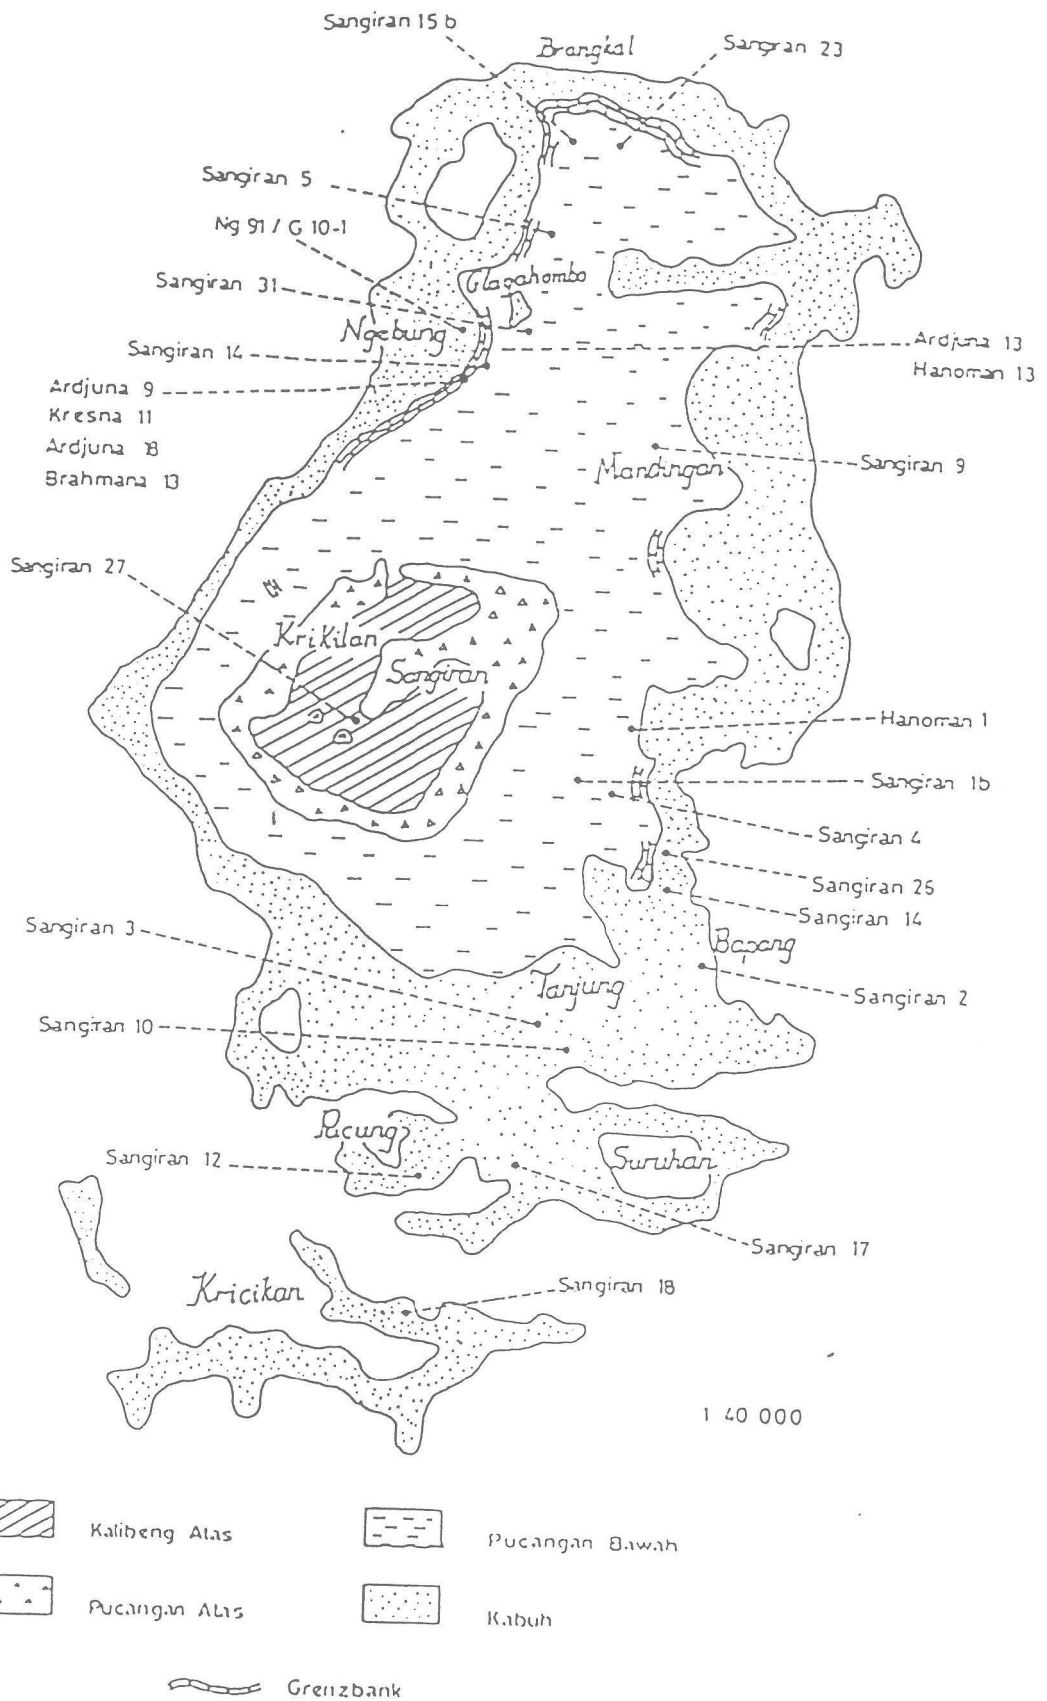 Sangiran 15 b
Brangkal
Sangiran 23
Sangiran 5
Ng 91 / G 10-1
Sangiran 31
Glagahombo
Ngebung
Sangiran 14
Ardjuna 13
Hanoman 13
Ardjuna 9
Kresna 11
Ardjuna 18
Brahmana 13
Mandingan
Sangiran 9
Sangiran 27
Krikilan
Sangiran
Hanoman 1
Sangiran 1b
Sangiran 4
Sangiran 26
Sangiran 14
Sangiran 3
Bapang
Tanjung
Sangiran 2
Sangiran 10
Pucung
Sangiran 12
Suruhan
Sangiran 17
Kricikan
Sangiran 18
1 40 000
Kalibeng Atas
Pucangan Bawah
Pucangan Atas
Kabuh
Grenzbank